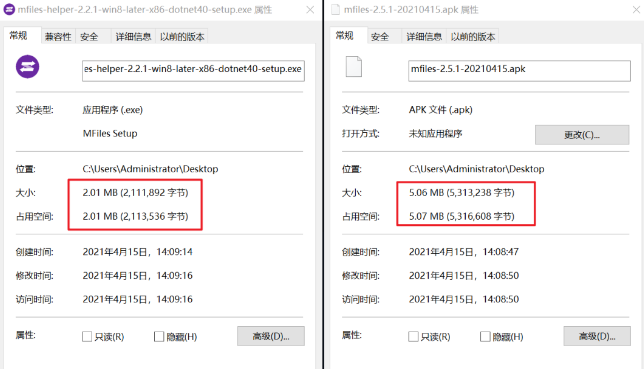 mfiles-helper-2.2.1-win8-later-x86-dotnet40-setup.exe 属性
常规 兼容性 安全 详细信息 以前的版本
es-helper-2.2.1-win8-later-x86-dotnet40-setup.exe
文件类型: 应用程序 (.exe)
MFiles Setup
位置: C:\Users\Administrator\Desktop
大小: 2.01 MB (2,111,892 字节)
占用空间: 2.01 MB (2,113,536 字节)
创建时间: 2021年4月15日，14:09:14
修改时间: 2021年4月15日，14:09:16
访问时间: 2021年4月15日，14:09:16
属性: 只读(R) 隐藏(H) 高级(D)...
mfiles-2.5.1-20210415.apk 属性
常规 安全 详细信息 以前的版本
mfiles-2.5.1-20210415.apk
文件类型: APK 文件 (.apk)
打开方式: 未知应用程序 更改(C)...
位置: C:\Users\Administrator\Desktop
大小: 5.06 MB (5,313,238 字节)
占用空间: 5.07 MB (5,316,608 字节)
创建时间: 2021年4月15日，14:08:47
修改时间: 2021年4月15日，14:08:50
访问时间: 2021年4月15日，14:08:50
属性: 只读(R) 隐藏(H) 高级(D)...